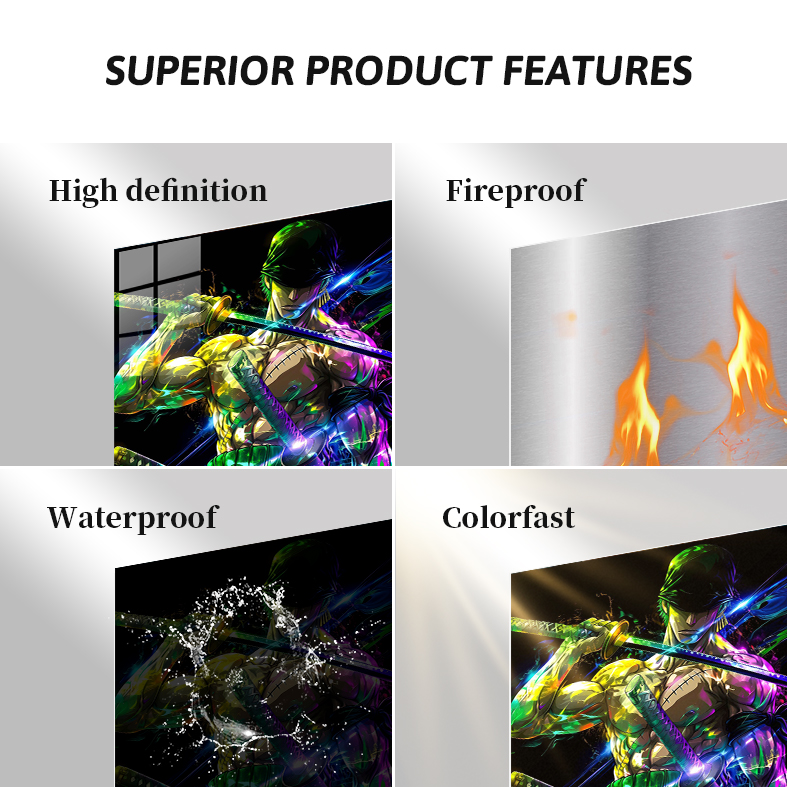 SUPERIOR PRODUCT FEATURES
High definition
Fireproof
Waterproof
Colorfast